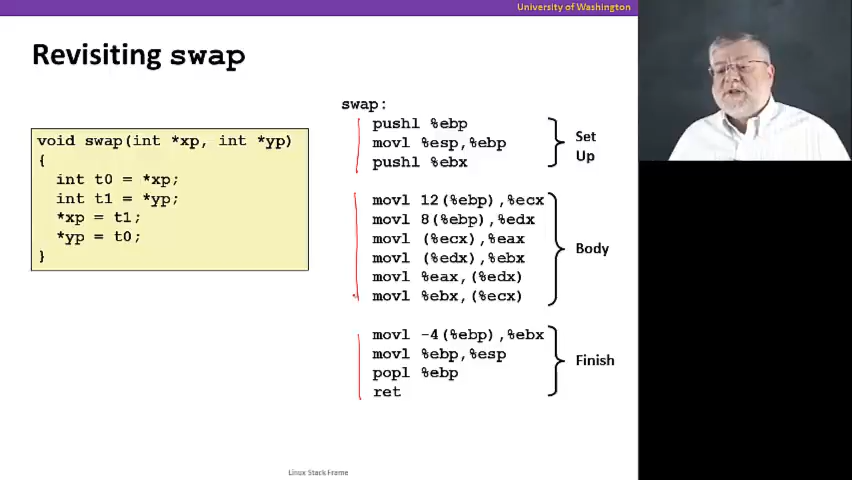 University of Washington
Revisiting swap
void swap(int *xp, int *yp)
{
int t0 = *xp;
int t1 = *yp;
*xp = t1;
*yp = t0;
}
swap:
pushl %ebp
movl %esp,%ebp
pushl %ebx
Set
Up
movl 12(%ebp),%ecx
movl 8(%ebp),%edx
movl (%ecx),%eax
movl (%edx),%ebx
movl %eax,(%edx)
movl %ebx,(%ecx)
Body
movl -4(%ebp),%ebx
movl %ebp,%esp
popl %ebp
ret
Finish
Linux Stack Frame